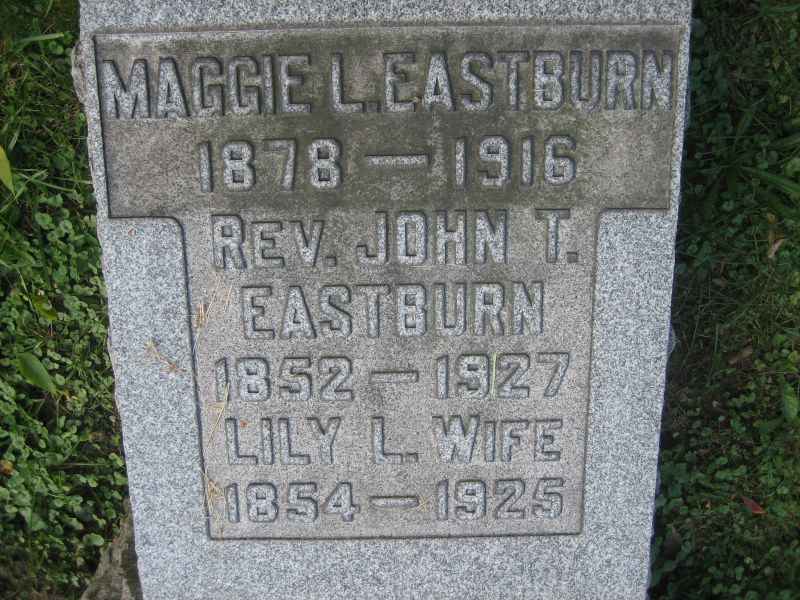 MAGGIE L. EASTBURN
1878 — 1916
REV. JOHN T.
EASTBURN
1852 — 1927
LILY L. WIFE
1854 — 1925